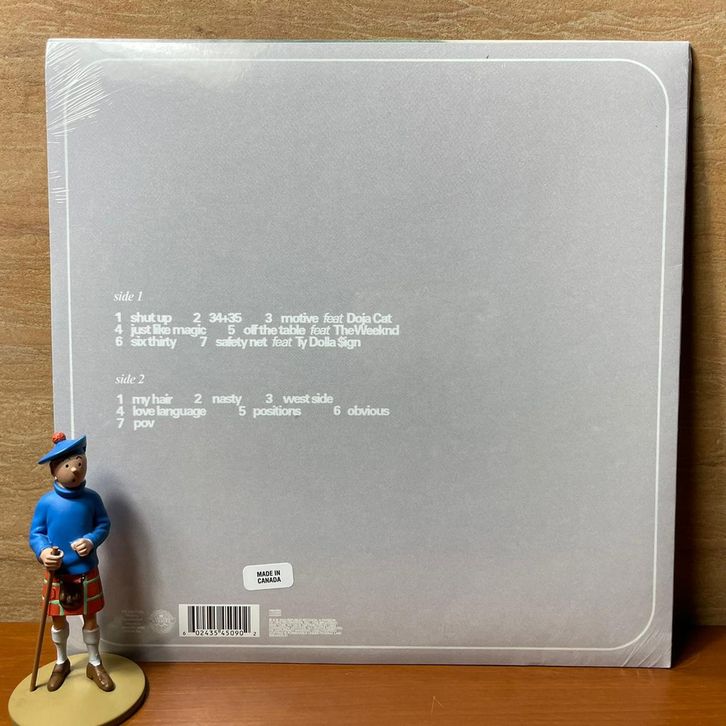 side 1
1 shut up 2 34+35 3 motive feat Doja Cat
4 just like magic 5 off the table feat The Weeknd
6 six thirty 7 safety net feat Ty Dolla $ign
side 2
1 my hair 2 nasty 3 west side
4 love language 5 positions 6 obvious
7 pov
MADE IN
CANADA
6 02435 45090 2